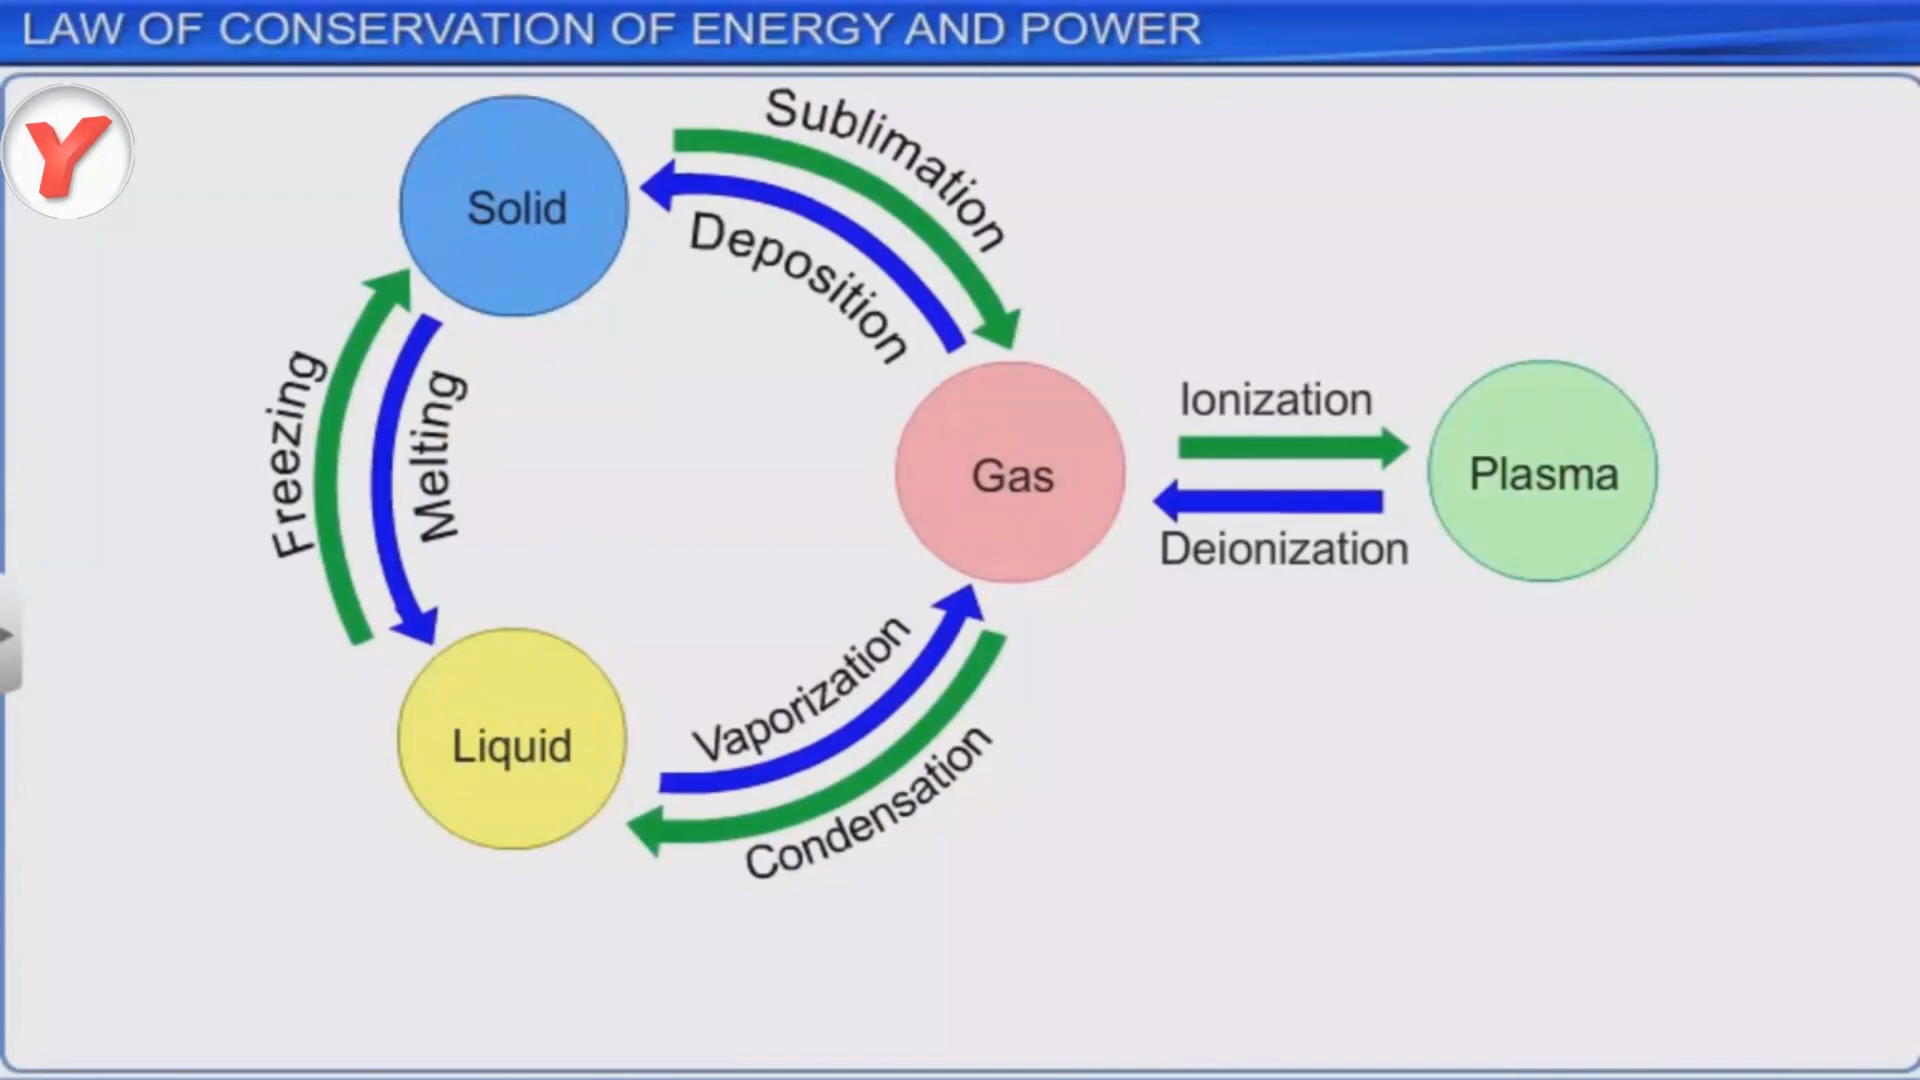 LAW OF CONSERVATION OF ENERGY AND POWER
Y
Solid
Sublimation
Deposition
Freezing
Melting
Gas
Ionization
Deionization
Plasma
Liquid
Vaporization
Condensation